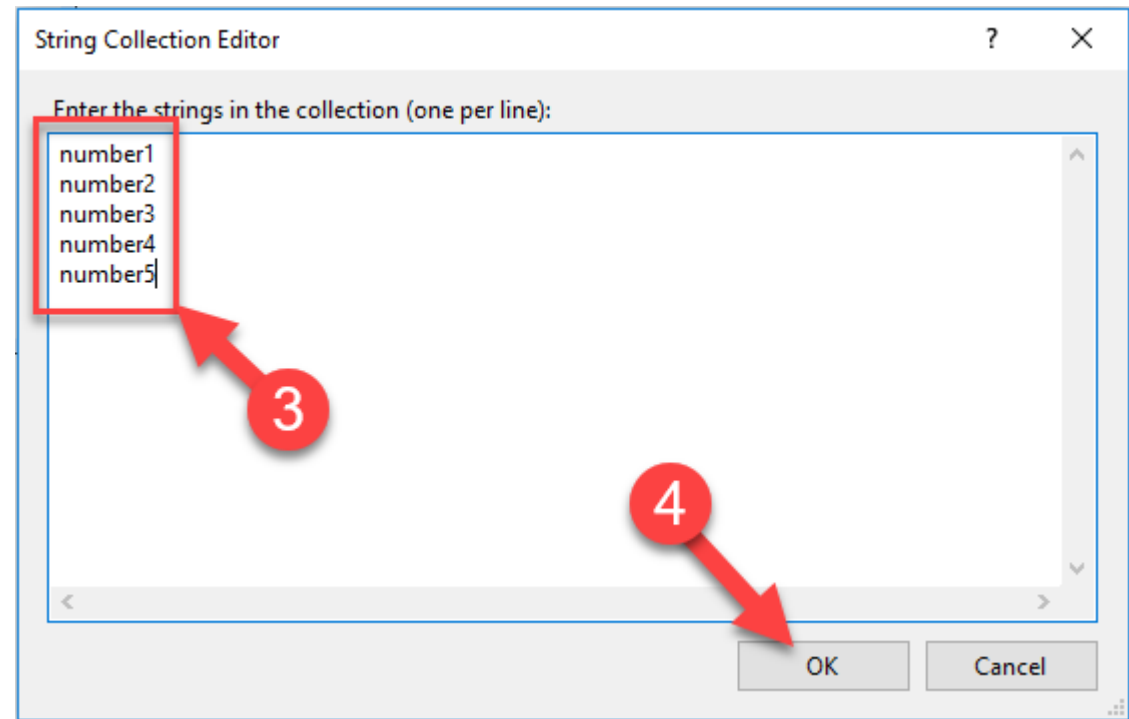 String Collection Editor ? ×
Enter the strings in the collection (one per line):
number1
number2
number3
number4
number5
3
4
OK Cancel